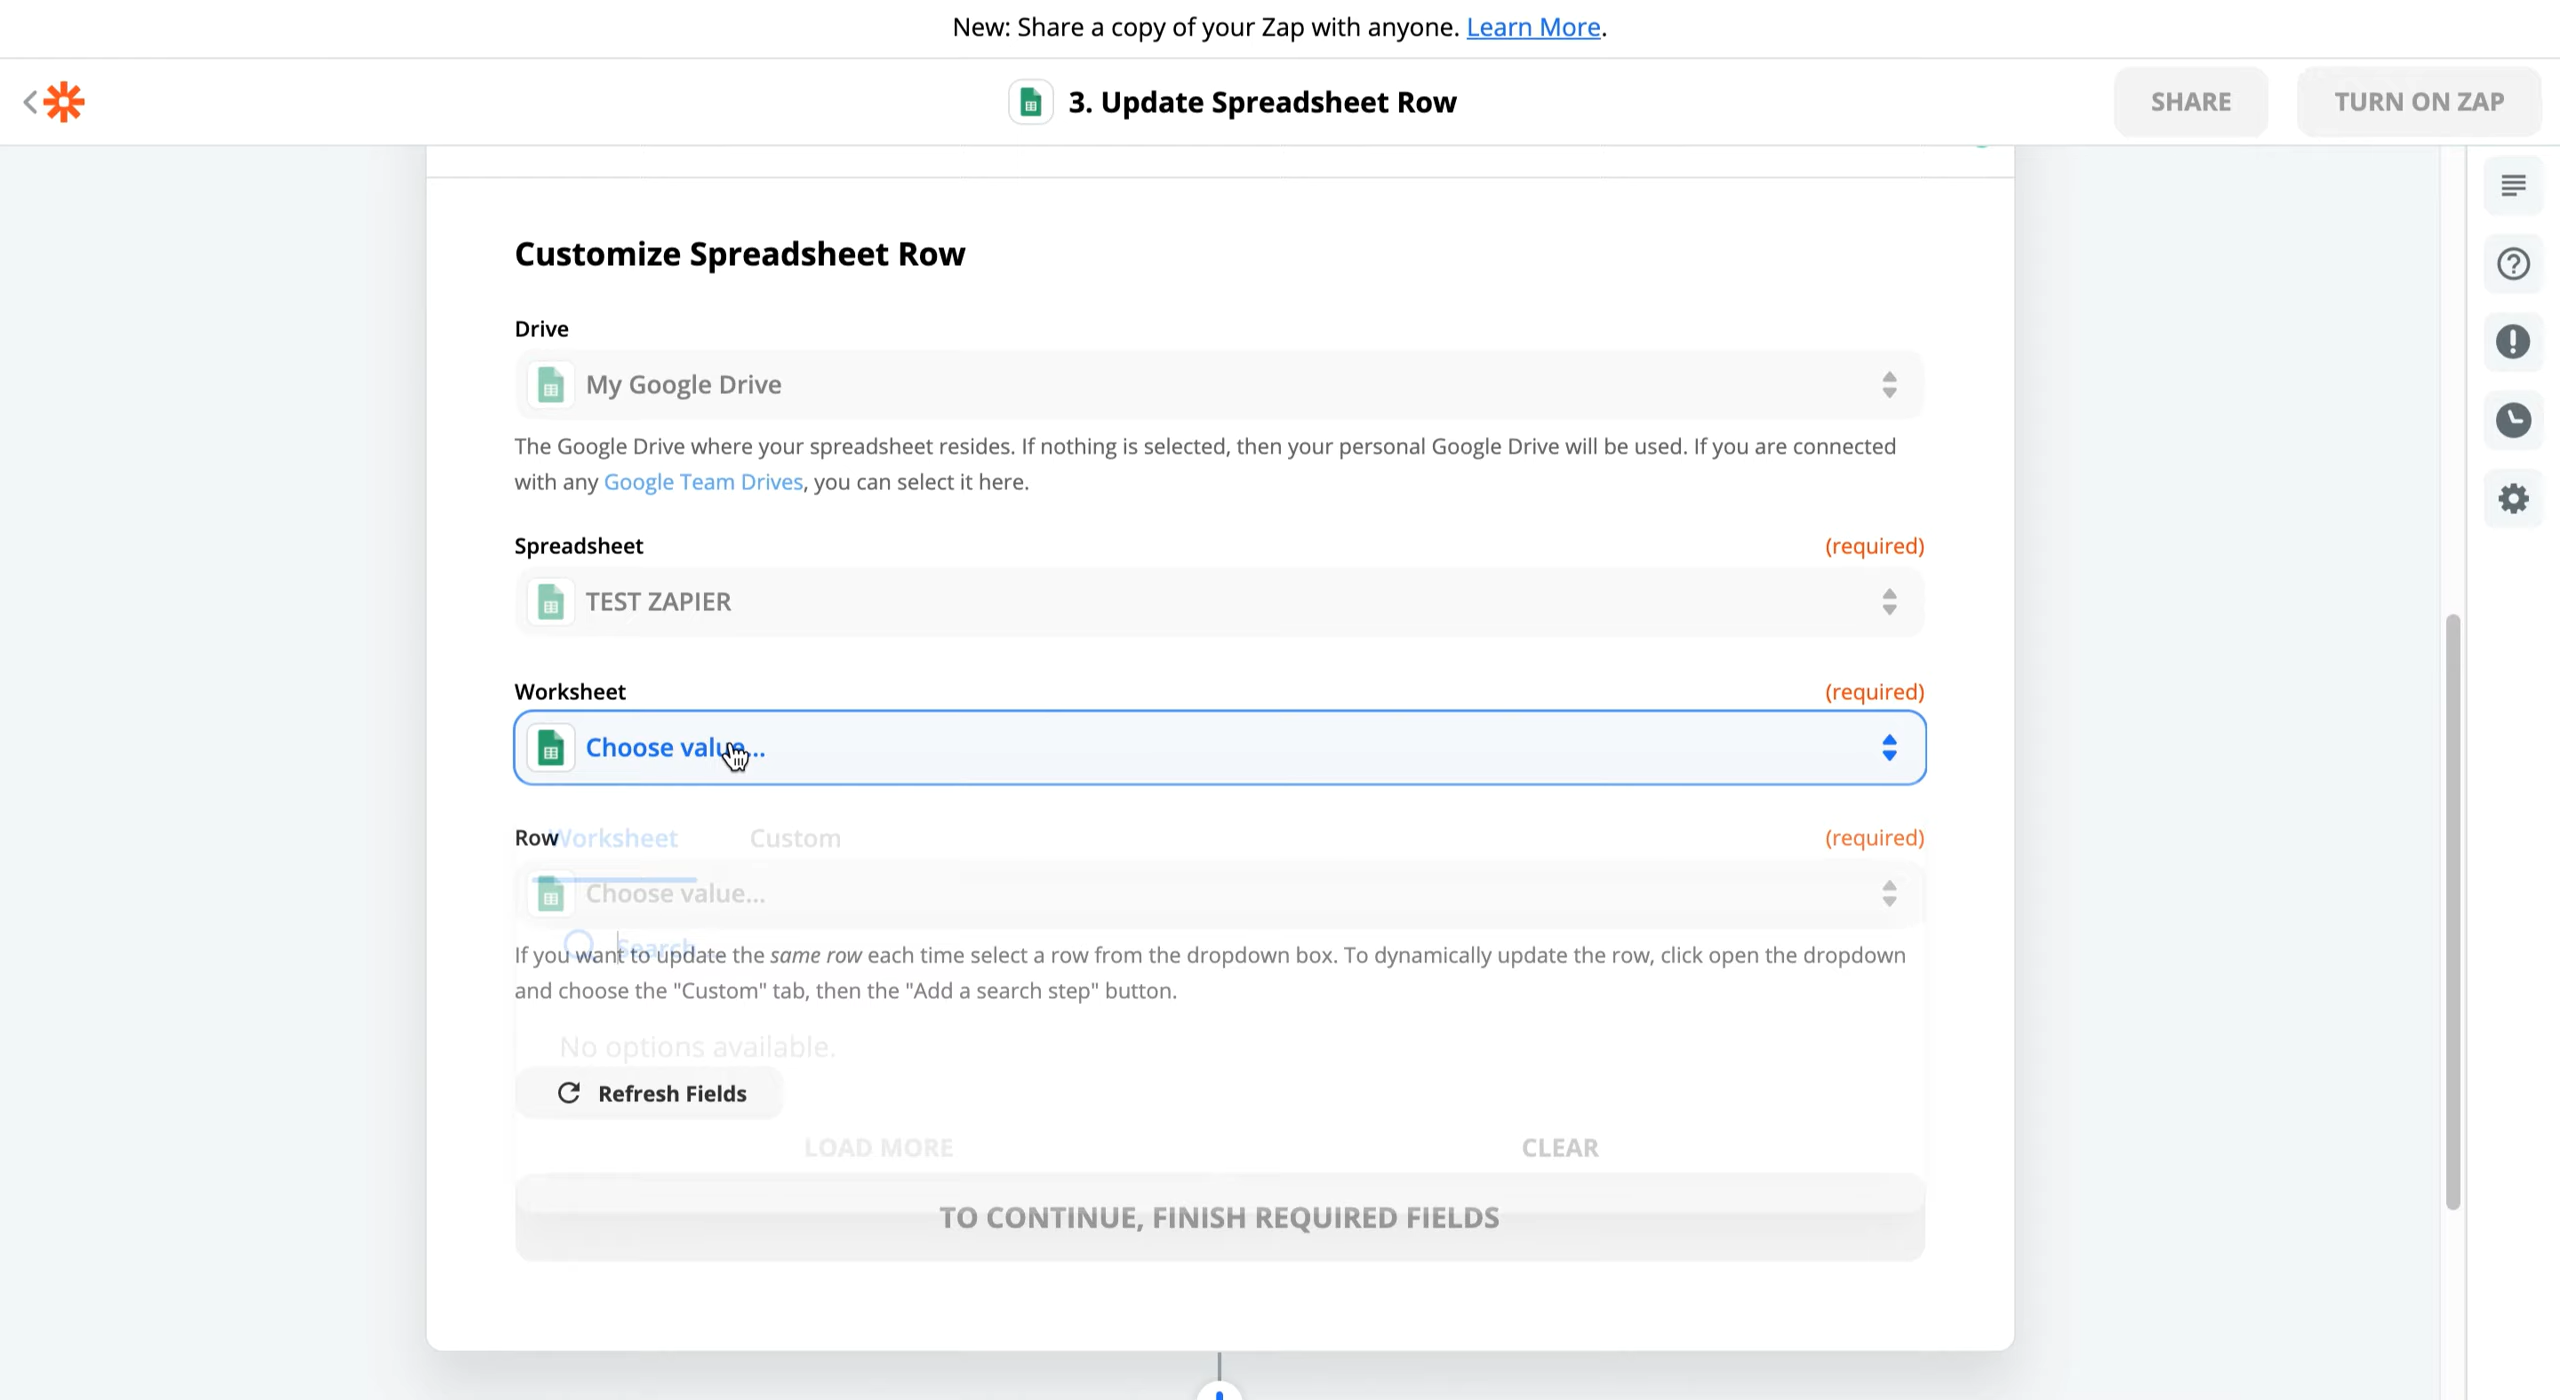 New: Share a copy of your Zap with anyone. Learn More.
3. Update Spreadsheet Row
SHARE
TURN ON ZAP
Customize Spreadsheet Row
Drive
My Google Drive
The Google Drive where your spreadsheet resides. If nothing is selected, then your personal Google Drive will be used. If you are connected
with any Google Team Drives, you can select it here.
Spreadsheet
(required)
TEST ZAPIER
Worksheet
(required)
Choose value...
Row
Worksheet
Custom
(required)
Choose value...
Search...
If you want to update the same row each time select a row from the dropdown box. To dynamically update the row, click open the dropdown
and choose the "Custom" tab, then the "Add a search step" button.
No options available.
Refresh Fields
LOAD MORE
CLEAR
TO CONTINUE, FINISH REQUIRED FIELDS